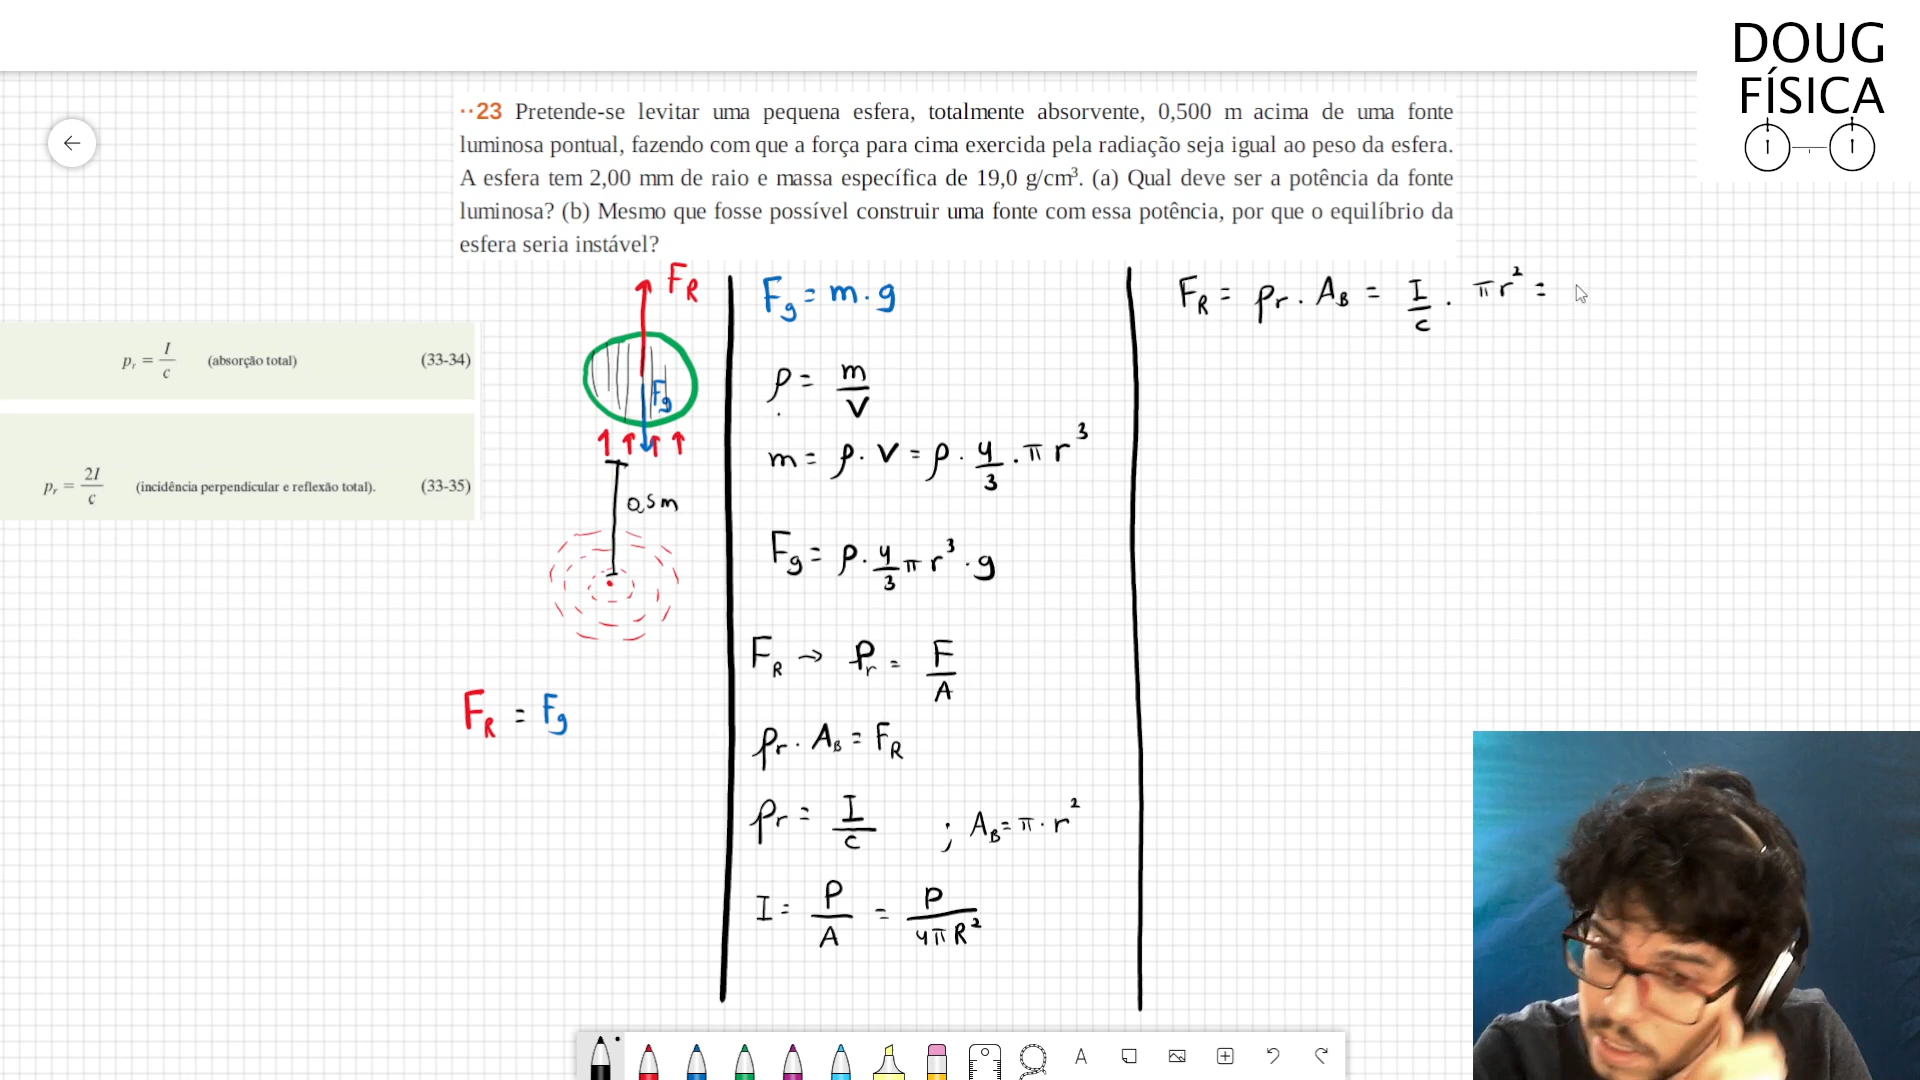 DOUG
FÍSICA
··23 Pretende-se levitar uma pequena esfera, totalmente absorvente, 0,500 m acima de uma fonte
luminosa pontual, fazendo com que a força para cima exercida pela radiação seja igual ao peso da esfera.
A esfera tem 2,00 mm de raio e massa específica de 19,0 g/cm³. (a) Qual deve ser a potência da fonte
luminosa? (b) Mesmo que fosse possível construir uma fonte com essa potência, por que o equilíbrio da
esfera seria instável?
p_r = I/c (absorção total) (33-34)
p_r = 2I/c (incidência perpendicular e reflexão total). (33-35)
F_R
F_g
0,5m
F_R = F_g
F_g = m · g
ρ = m/V
m = ρ · V = ρ · 4/3 · π r³
F_g = ρ · 4/3 π r³ · g
F_R → P_r = F/A
p_r · A_B = F_R
p_r = I/c ; A_B = π · r²
I = P/A = P/4πR²
F_R = p_r · A_B = I/c · πr² =
A